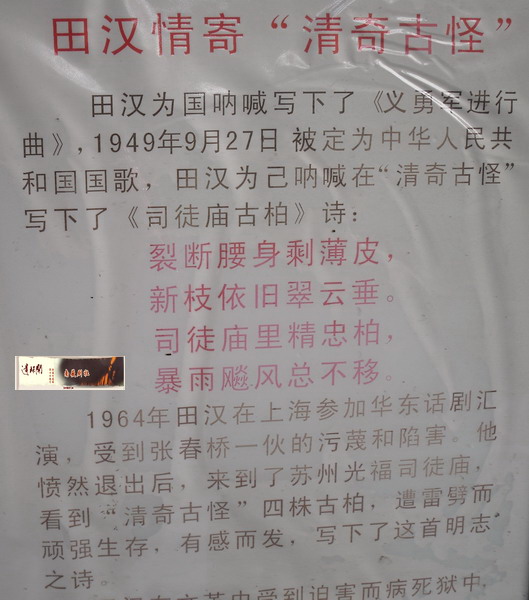 田汉情寄“清奇古怪”
田汉为国呐喊写下了《义勇军进行
曲》，1949年9月27日 被定为中华人民共
和国国歌，田汉为己呐喊在“清奇古怪”
写下了《司徒庙古柏》诗：
裂断腰身剩薄皮，
新枝依旧翠云垂。
司徒庙里精忠柏，
暴雨飚风总不移。
1964年田汉在上海参加华东话剧汇
演，受到张春桥一伙的污蔑和陷害。他
愤然退出后，来到了苏州光福司徒庙，
看到“清奇古怪”四株古柏，遭雷劈而
顽强生存，有感而发，写下了这首明志
之诗。
受到迫害而病死狱中